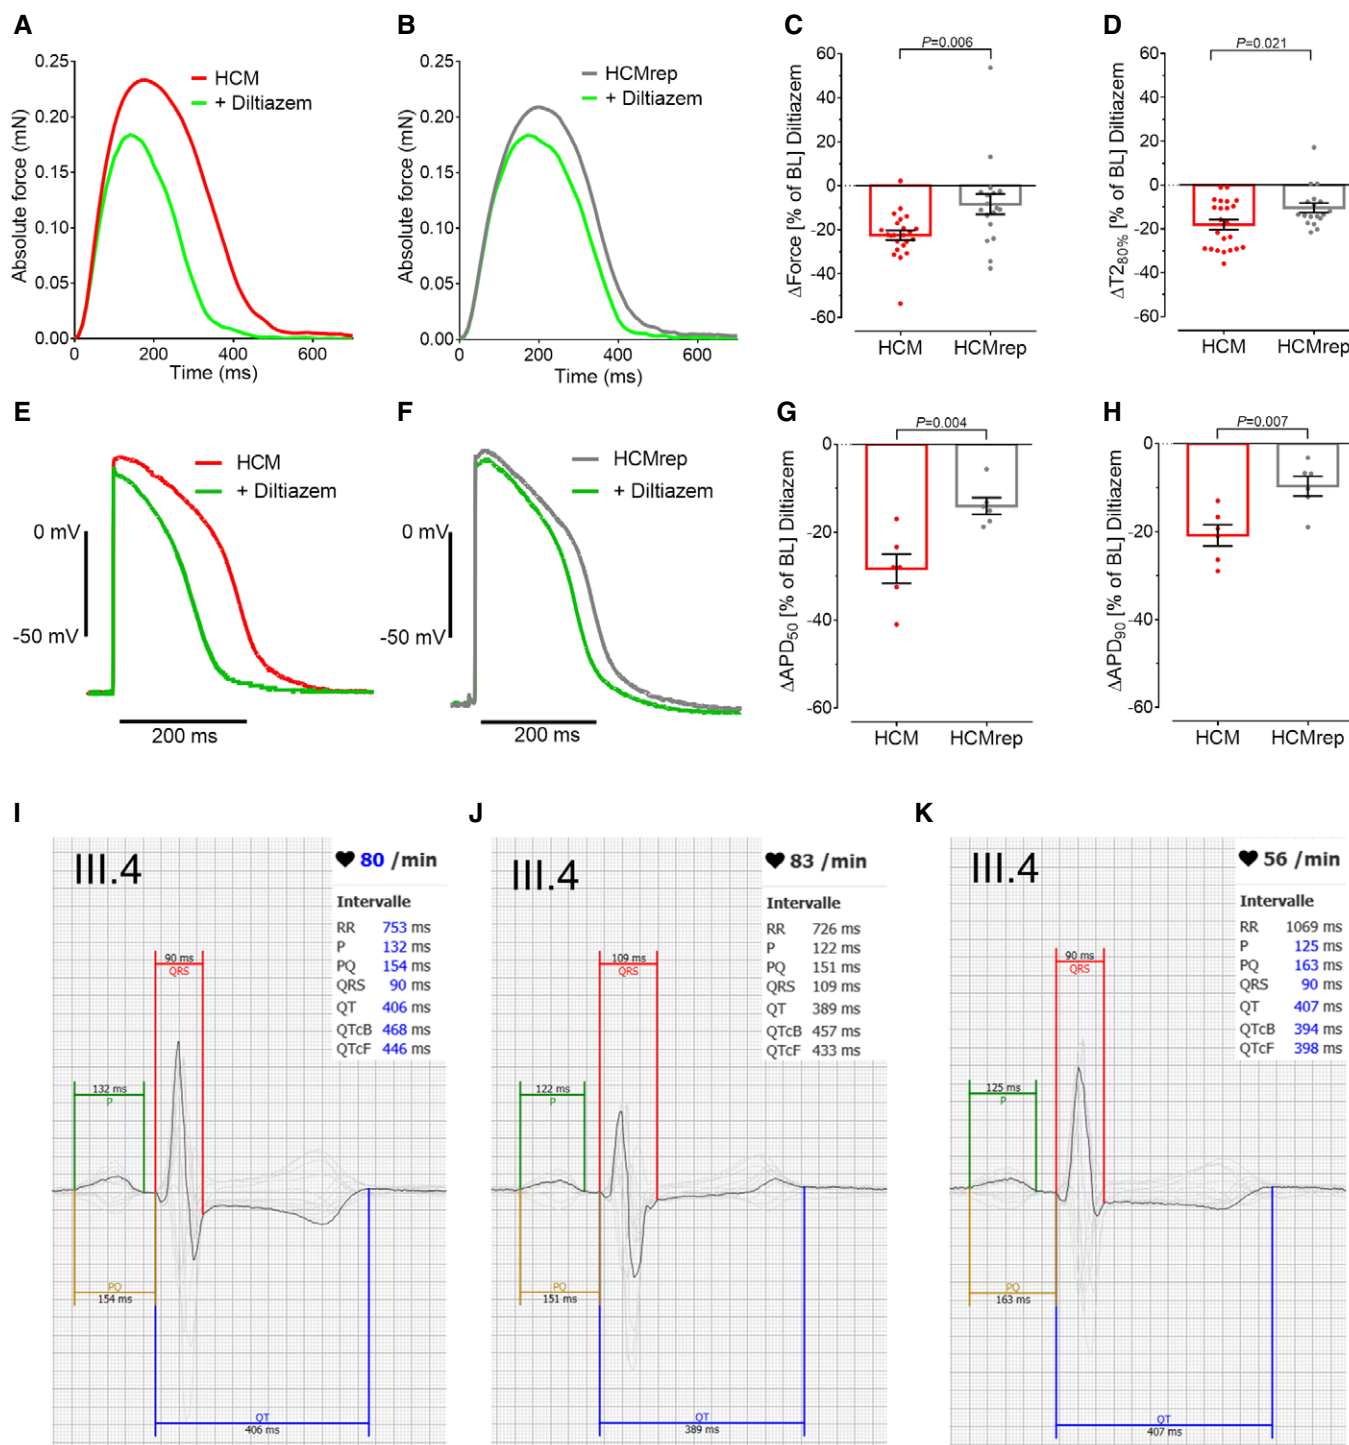 A
0.25
0.20
0.15
0.10
0.05
0.00
Absolute force (mN)
0
200
400
600
Time (ms)
HCM
+ Diltiazem
B
0.25
0.20
0.15
0.10
0.05
0.00
Absolute force (mN)
0
200
400
600
Time (ms)
HCMrep
+ Diltiazem
C
P=0.006
60
40
20
0
-20
-40
-60
ΔForce [% of BL] Diltiazem
HCM
HCMrep
D
P=0.021
60
40
20
0
-20
-40
-60
ΔT280% [% of BL] Diltiazem
HCM
HCMrep
E
HCM
+ Diltiazem
0 mV
-50 mV
200 ms
F
HCMrep
+ Diltiazem
0 mV
-50 mV
200 ms
G
P=0.004
0
-20
-40
-60
ΔAPD50 [% of BL] Diltiazem
HCM
HCMrep
H
P=0.007
0
-20
-40
-60
ΔAPD90 [% of BL] Diltiazem
HCM
HCMrep
I
III.4
80 /min
Intervalle
RR 753 ms
P 132 ms
PQ 154 ms
QRS 90 ms
QT 406 ms
QTcB 468 ms
QTcF 446 ms
90 ms
QRS
132 ms
P
PQ
154 ms
QT
406 ms
J
III.4
83 /min
Intervalle
RR 726 ms
P 122 ms
PQ 151 ms
QRS 109 ms
QT 389 ms
QTcB 457 ms
QTcF 433 ms
109 ms
QRS
122 ms
P
PQ
151 ms
QT
389 ms
K
III.4
56 /min
Intervalle
RR 1069 ms
P 125 ms
PQ 163 ms
QRS 90 ms
QT 407 ms
QTcB 394 ms
QTcF 398 ms
90 ms
QRS
125 ms
P
PQ
163 ms
QT
407 ms